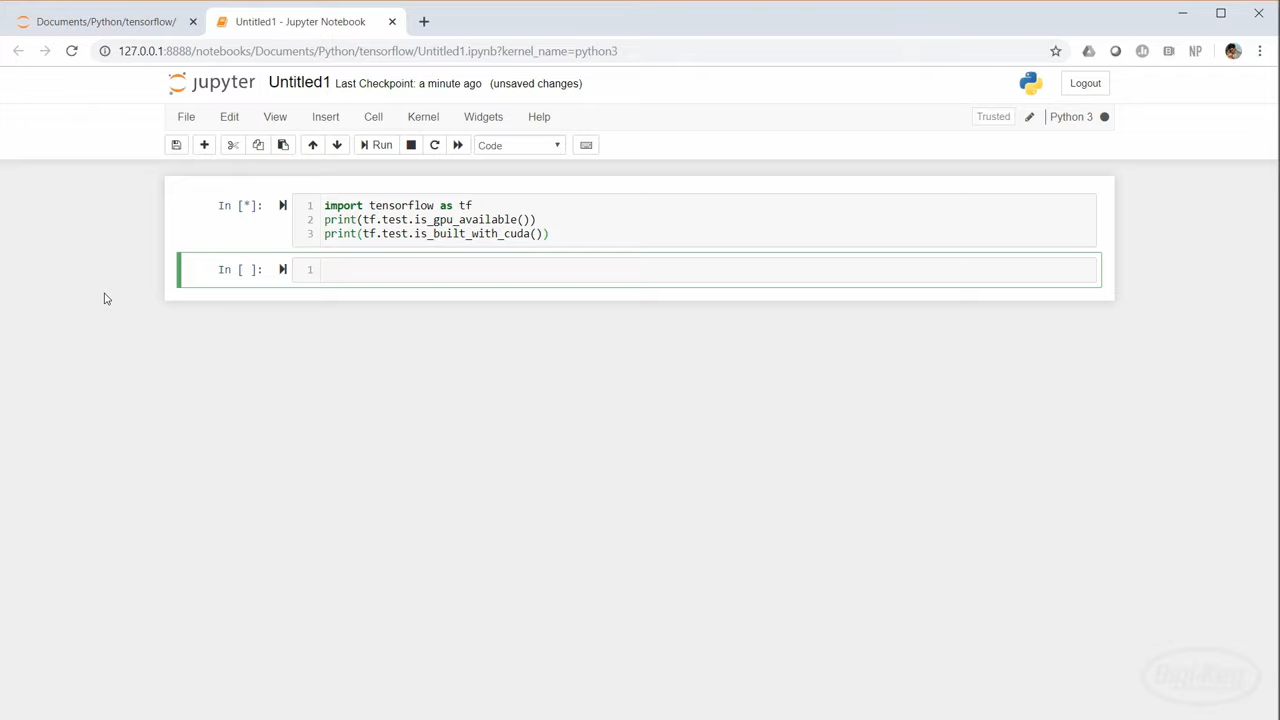 Documents/Python/tensorflow/
Untitled1 - Jupyter Notebook
127.0.0.1:8888/notebooks/Documents/Python/tensorflow/Untitled1.ipynb?kernel_name=python3
NP
jupyter Untitled1 Last Checkpoint: a minute ago (unsaved changes)
Logout
File Edit View Insert Cell Kernel Widgets Help
Trusted
Python 3
Run
Code
In [*]:
1 import tensorflow as tf
2 print(tf.test.is_gpu_available())
3 print(tf.test.is_built_with_cuda())
In [ ]:
1
Digi-Key